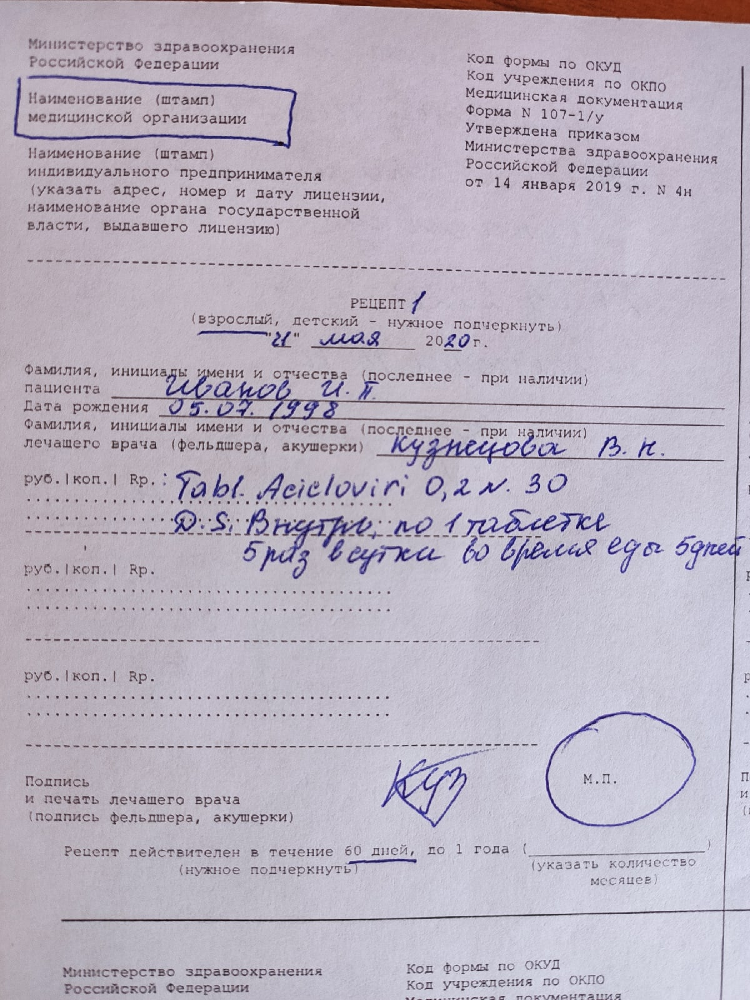 Министерство здравоохранения
Российской Федерации
Наименование (штамп)
медицинской организации
Наименование (штамп)
индивидуального предпринимателя
(указать адрес, номер и дату лицензии,
наименование органа государственной
власти, выдавшего лицензию)
Код формы по ОКУД
Код учреждения по ОКПО
Медицинская документация
Форма N 107-1/у
Утверждена приказом
Министерства здравоохранения
Российской Федерации
от 14 января 2019 г. N 4н
РЕЦЕПТ 1
(взрослый, детский - нужное подчеркнуть)
" " мая 2020 г.
Фамилия, инициалы имени и отчества (последнее - при наличии)
пациента Иванов И. П.
Дата рождения 05.07.1998
Фамилия, инициалы имени и отчества (последнее - при наличии)
лечащего врача (фельдшера, акушерки) Кузнецова В. Н.
руб.|коп.| Rp.: Tabl. Acicloviri 0,2 N. 30
D. S. Внутрь, по 1 таблетке
5 раз в сутки во время еды 5 дней
руб.|коп.| Rp.
руб.|коп.| Rp.
Подпись
и печать лечащего врача
(подпись фельдшера, акушерки)
Куз
М.П.
Рецепт действителен в течение 60 дней, до 1 года (____________)
(нужное подчеркнуть)
(указать количество
месяцев)
Министерство здравоохранения
Российской Федерации
Код формы по ОКУД
Код учреждения по ОКПО
Медицинская документация